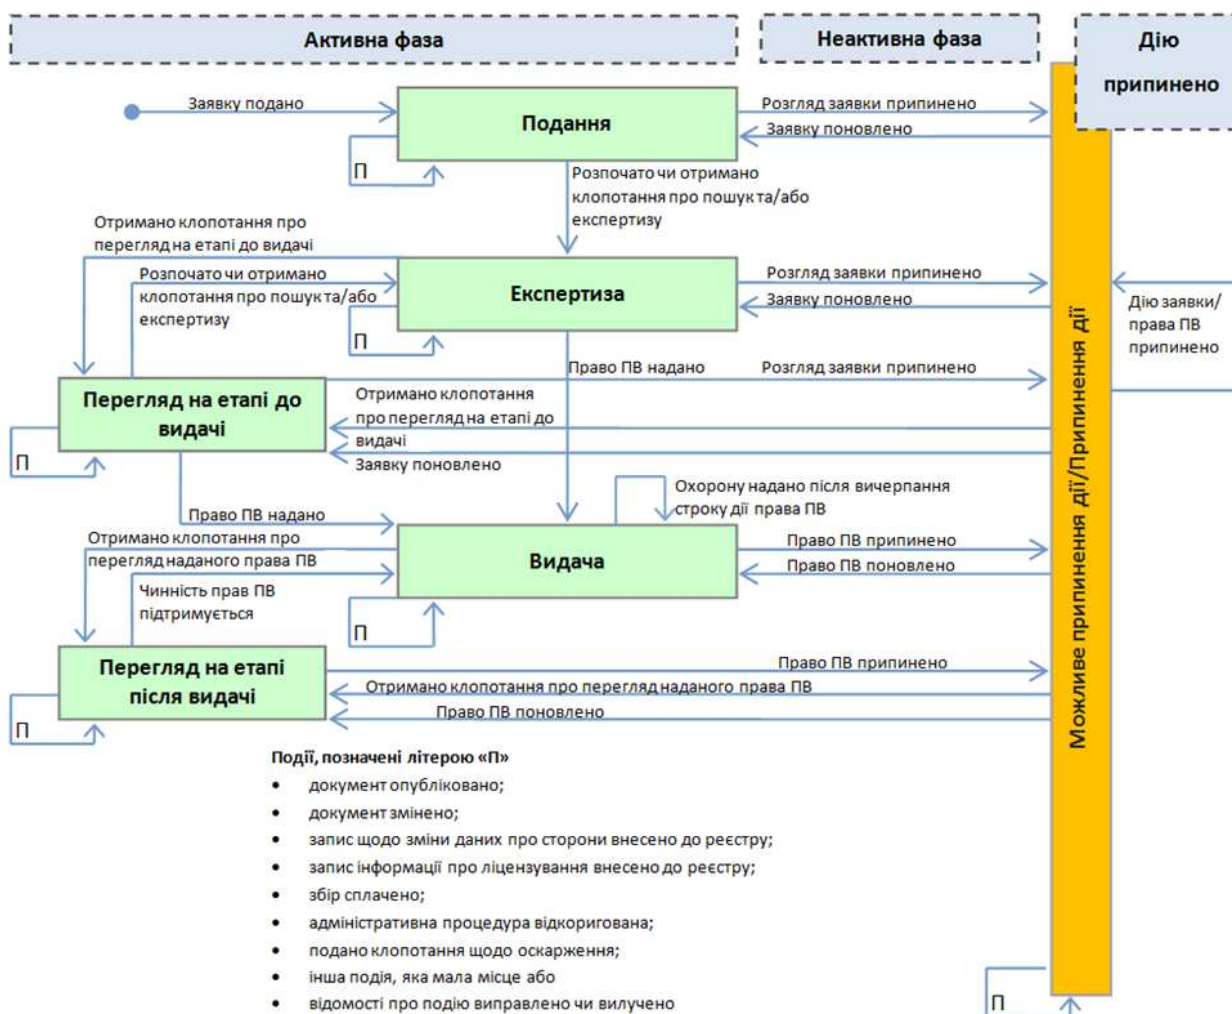 Активна фаза
Неактивна фаза
Дію
припинено
Заявку подано
Подання
Розгляд заявки припинено
Заявку поновлено
П
Розпочато чи отримано
клопотання про пошук та/або
експертизу
Отримано клопотання про
перегляд на етапі до видачі
Розпочато чи отримано
клопотання про пошук та/або
експертизу
Експертиза
Розгляд заявки припинено
Заявку поновлено
П
Дію заявки/
права ПВ
припинено
Право ПВ надано
Розгляд заявки припинено
Перегляд на етапі до
видачі
Отримано клопотання
про перегляд на етапі до
видачі
Заявку поновлено
П
Охорону надано після вичерпання
строку дії права ПВ
Право ПВ надано
Отримано клопотання про
перегляд наданого права ПВ
Видача
Право ПВ припинено
Право ПВ поновлено
Чинність прав ПВ
підтримується
П
Перегляд на етапі
після видачі
Право ПВ припинено
Отримано клопотання про перегляд наданого права ПВ
Право ПВ поновлено
П
Можливе припинення дії/Припинення дії
Події, позначені літерою «П»
• документ опубліковано;
• документ змінено;
• запис щодо зміни даних про сторони внесено до реєстру;
• запис інформації про ліцензування внесено до реєстру;
• збір сплачено;
• адміністративна процедура відкоригована;
• подано клопотання щодо оскарження;
• інша подія, яка мала місце або
• відомості про подію виправлено чи вилучено
П